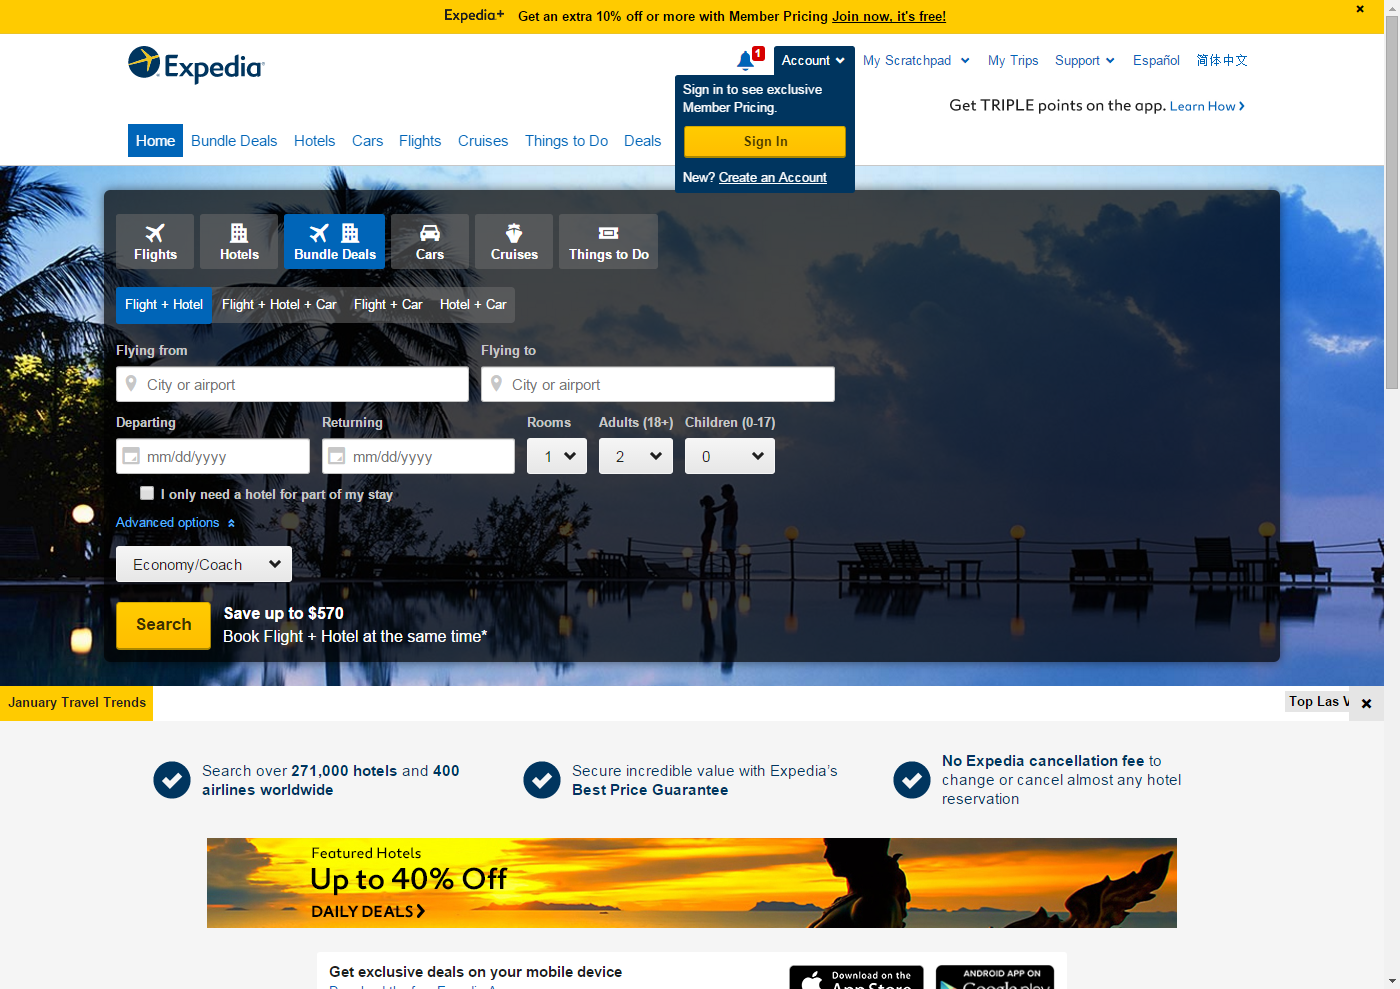 Expedia+ Get an extra 10% off or more with Member Pricing Join now, it's free!
Expedia
1
Account
My Scratchpad
My Trips
Support
Español
简体中文
Sign in to see exclusive
Member Pricing.
Sign In
New? Create an Account
Get TRIPLE points on the app. Learn How
Home
Bundle Deals
Hotels
Cars
Flights
Cruises
Things to Do
Deals
Flights
Hotels
Bundle Deals
Cars
Cruises
Things to Do
Flight + Hotel
Flight + Hotel + Car
Flight + Car
Hotel + Car
Flying from
Flying to
City or airport
City or airport
Departing
Returning
Rooms
Adults (18+)
Children (0-17)
mm/dd/yyyy
mm/dd/yyyy
1
2
0
I only need a hotel for part of my stay
Advanced options
Economy/Coach
Search
Save up to $570
Book Flight + Hotel at the same time*
January Travel Trends
Top Las V
Search over 271,000 hotels and 400
airlines worldwide
Secure incredible value with Expedia's
Best Price Guarantee
No Expedia cancellation fee to
change or cancel almost any hotel
reservation
Featured Hotels
Up to 40% Off
DAILY DEALS
Get exclusive deals on your mobile device
Download on the
App Store
ANDROID APP ON
Google play